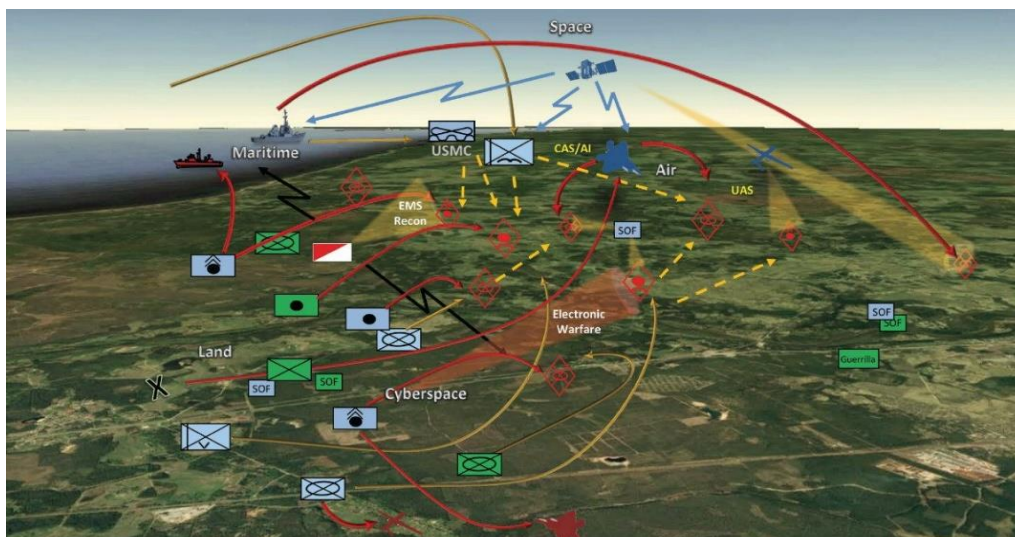 Space
Maritime
USMC
CAS/AI
Air
UAS
EMS
Recon
SOF
Electronic
Warfare
SOF
SOF
Guerrilla
Land
SOF
SOF
Cyberspace
X